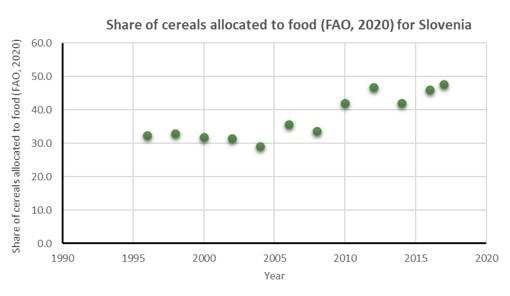 Share of cereals allocated to food (FAO, 2020) for Slovenia
Share of cereals allocated to food (FAO, 2020)
60.0
50.0
40.0
30.0
20.0
10.0
0.0
1990 1995 2000 2005 2010 2015 2020
Year